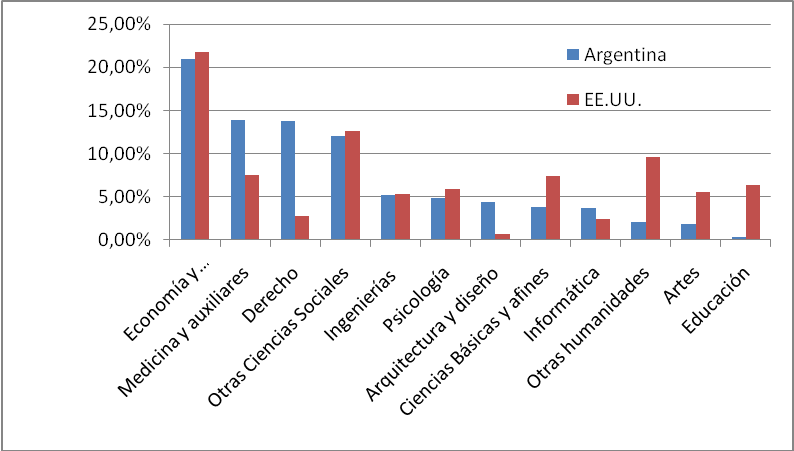 25,00%
20,00%
15,00%
10,00%
5,00%
0,00%
Argentina
EE.UU.
Economía y...
Medicina y auxiliares
Derecho
Otras Ciencias Sociales
Ingenierías
Psicología
Arquitectura y diseño
Ciencias Básicas y afines
Informática
Otras humanidades
Artes
Educación